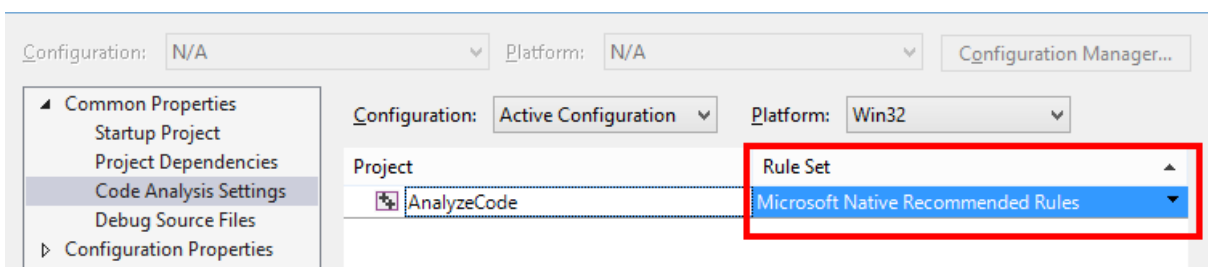 Configuration: N/A Platform: N/A Configuration Manager...
Common Properties
Configuration: Active Configuration Platform: Win32
Startup Project
Project Dependencies
Project Rule Set
Code Analysis Settings
AnalyzeCode Microsoft Native Recommended Rules
Debug Source Files
Configuration Properties